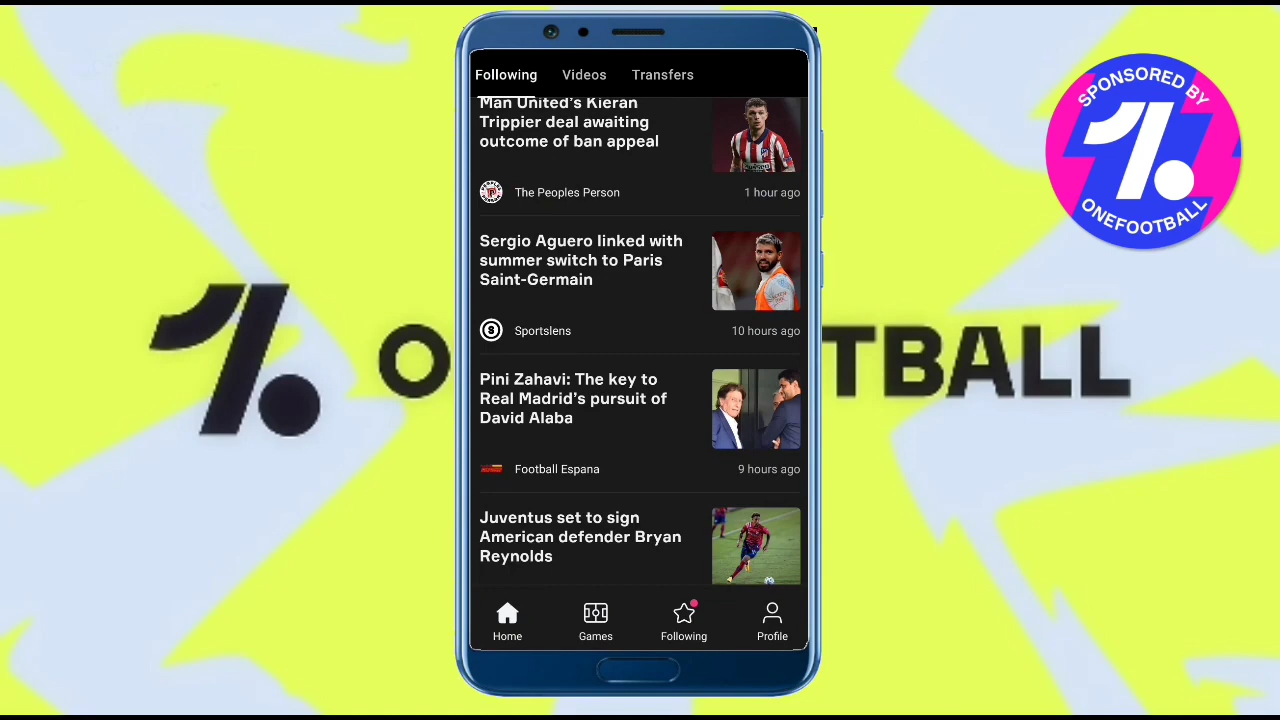 Following Videos Transfers
Man United's Kieran
Trippier deal awaiting
outcome of ban appeal
The Peoples Person 1 hour ago
Sergio Aguero linked with
summer switch to Paris
Saint-Germain
Sportslens 10 hours ago
Pini Zahavi: The key to
Real Madrid's pursuit of
David Alaba
Football Espana 9 hours ago
Juventus set to sign
American defender Bryan
Reynolds
Home Games Following Profile
SPONSORED BY
ONEFOOTBALL
O TBALL